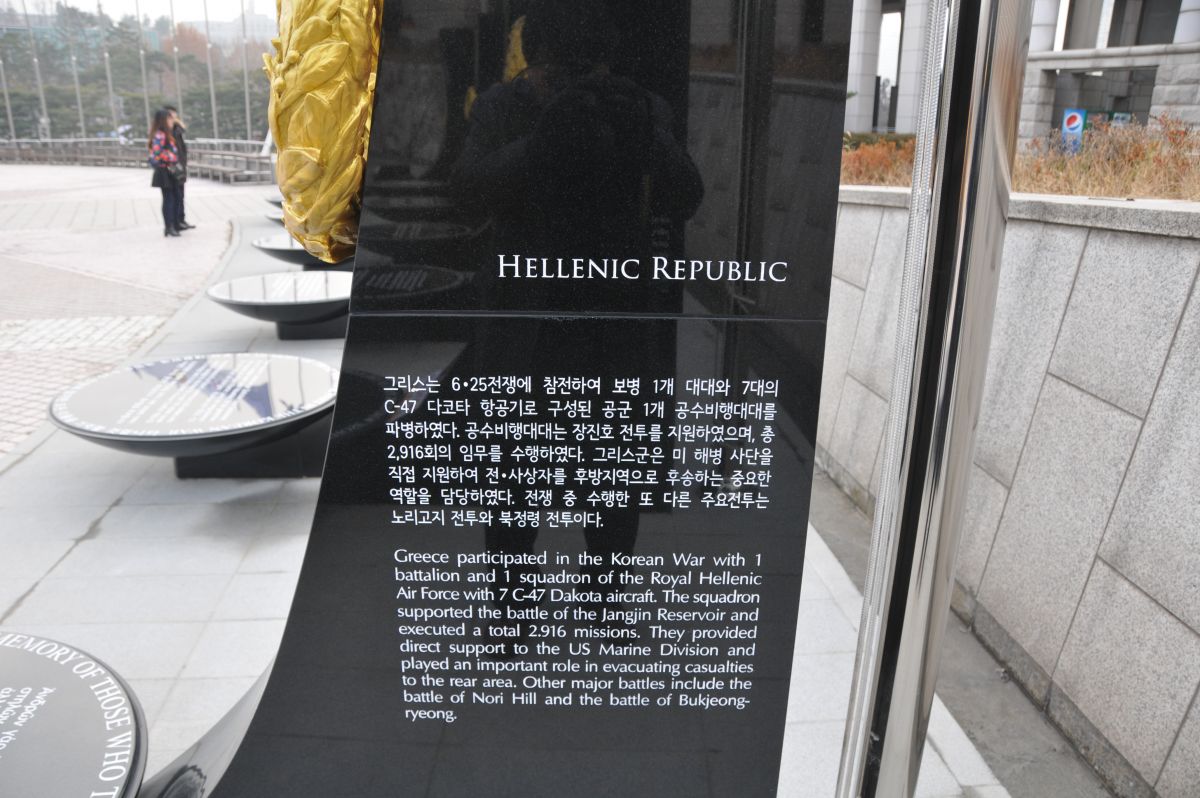 HELLENIC REPUBLIC
그리스는 6•25전쟁에 참전하여 보병 1개 대대와 7대의
C-47 다코타 항공기로 구성된 공군 1개 공수비행대대를
파병하였다. 공수비행대대는 장진호 전투를 지원하였으며, 총
2,916회의 임무를 수행하였다. 그리스군은 미 해병 사단을
직접 지원하여 전•사상자를 후방지역으로 후송하는 중요한
역할을 담당하였다. 전쟁 중 수행한 또 다른 주요전투는
노리고지 전투와 북정령 전투이다.
Greece participated in the Korean War with 1
battalion and 1 squadron of the Royal Hellenic
Air Force with 7 C-47 Dakota aircraft. The squadron
supported the battle of the Jangjin Reservoir and
executed a total 2.916 missions. They provided
direct support to the US Marine Division and
played an important role in evacuating casualties
to the rear area. Other major battles include the
battle of Nori Hill and the battle of Bukjeong-
ryeong.
MEMORY OF THOSE WHO
pepsi